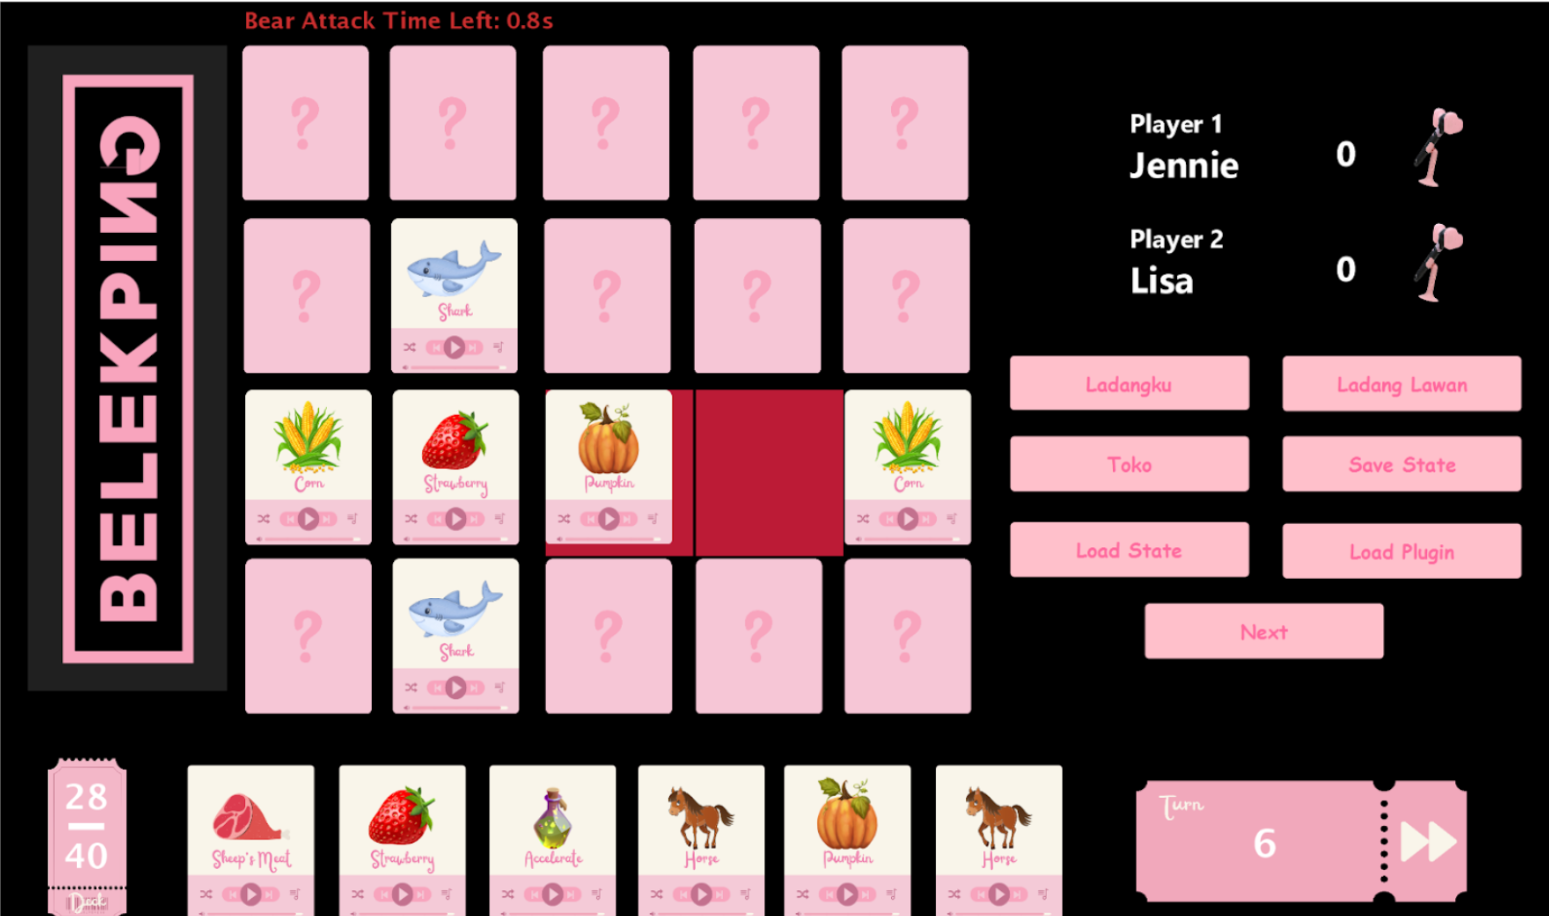 Bear Attack Time Left: 0.8s
BELEKPING
?
?
?
?
?
?
Shark
?
?
?
Corn
Strawberry
Pumpkin
Corn
?
Shark
?
?
?
Player 1
Jennie
0
Player 2
Lisa
0
Ladangku
Ladang Lawan
Toko
Save State
Load State
Load Plugin
Next
28
40
Deck
Sheep's Meat
Strawberry
Accelerate
Horse
Pumpkin
Horse
Turn
6